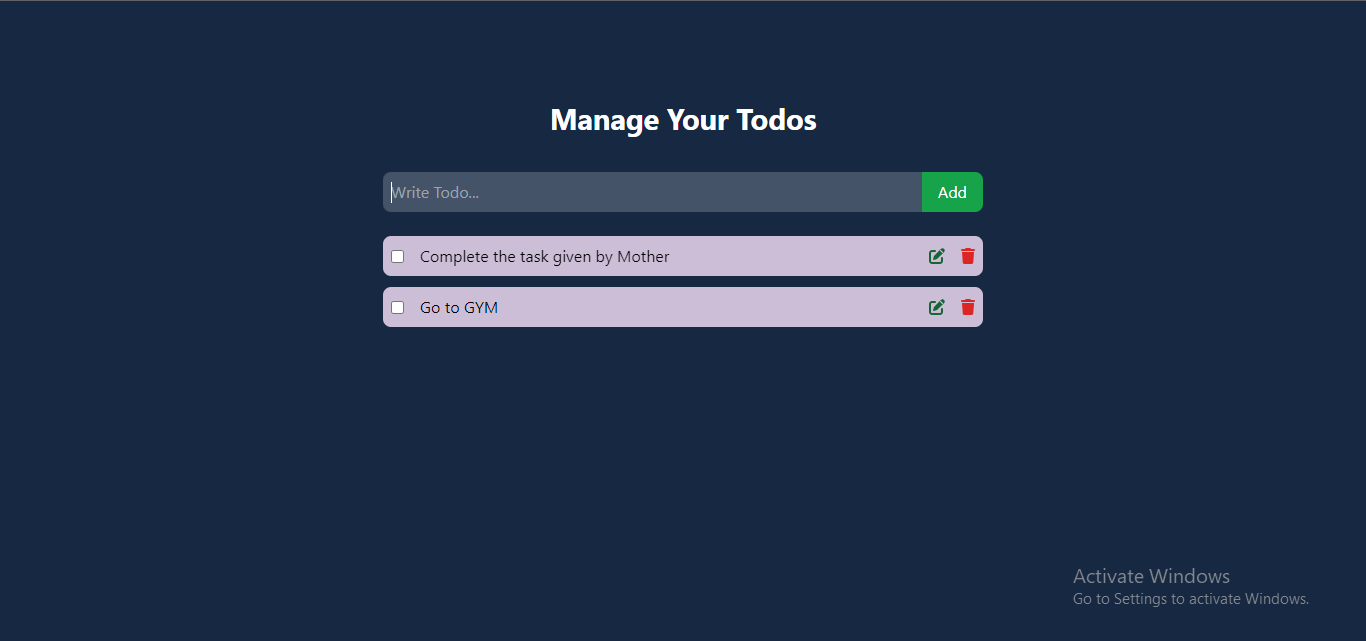 Manage Your Todos
Write Todo...
Add
Complete the task given by Mother
Go to GYM
Activate Windows
Go to Settings to activate Windows.